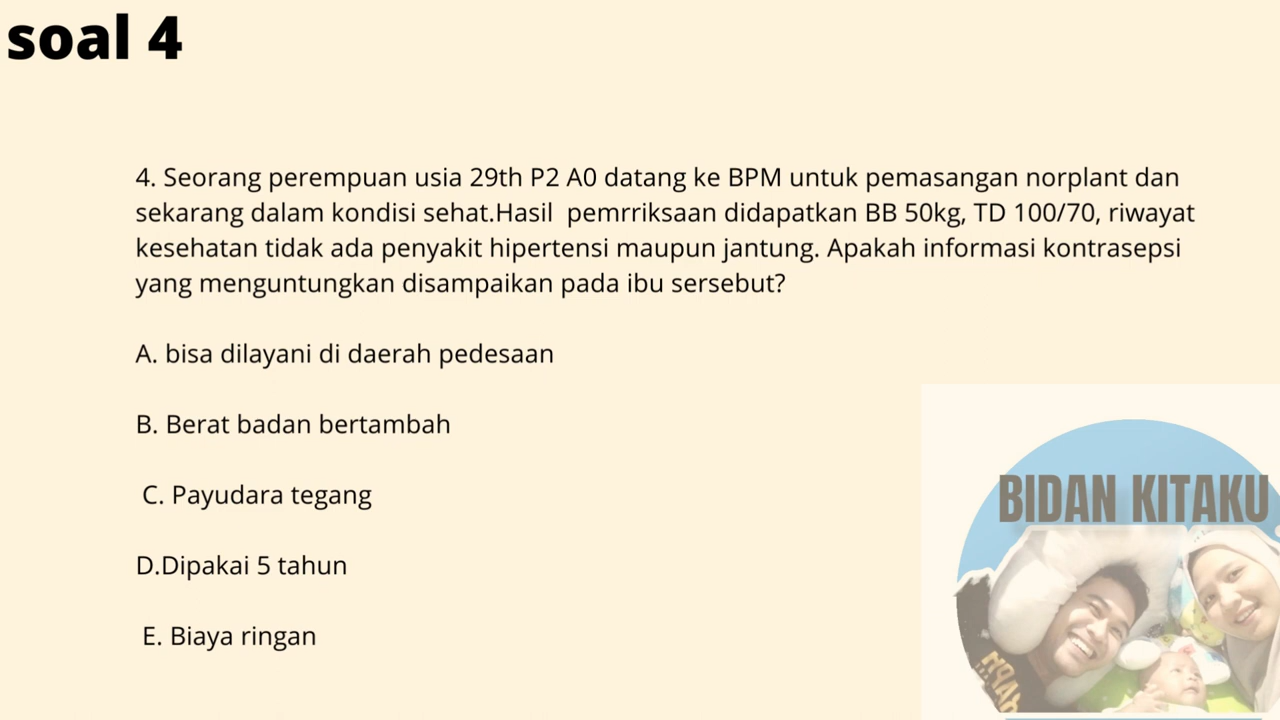 soal 4
4. Seorang perempuan usia 29th P2 A0 datang ke BPM untuk pemasangan norplant dan
sekarang dalam kondisi sehat.Hasil pemrriksaan didapatkan BB 50kg, TD 100/70, riwayat
kesehatan tidak ada penyakit hipertensi maupun jantung. Apakah informasi kontrasepsi
yang menguntungkan disampaikan pada ibu sersebut?
A. bisa dilayani di daerah pedesaan
B. Berat badan bertambah
C. Payudara tegang
D.Dipakai 5 tahun
E. Biaya ringan
BIDAN KITAKU